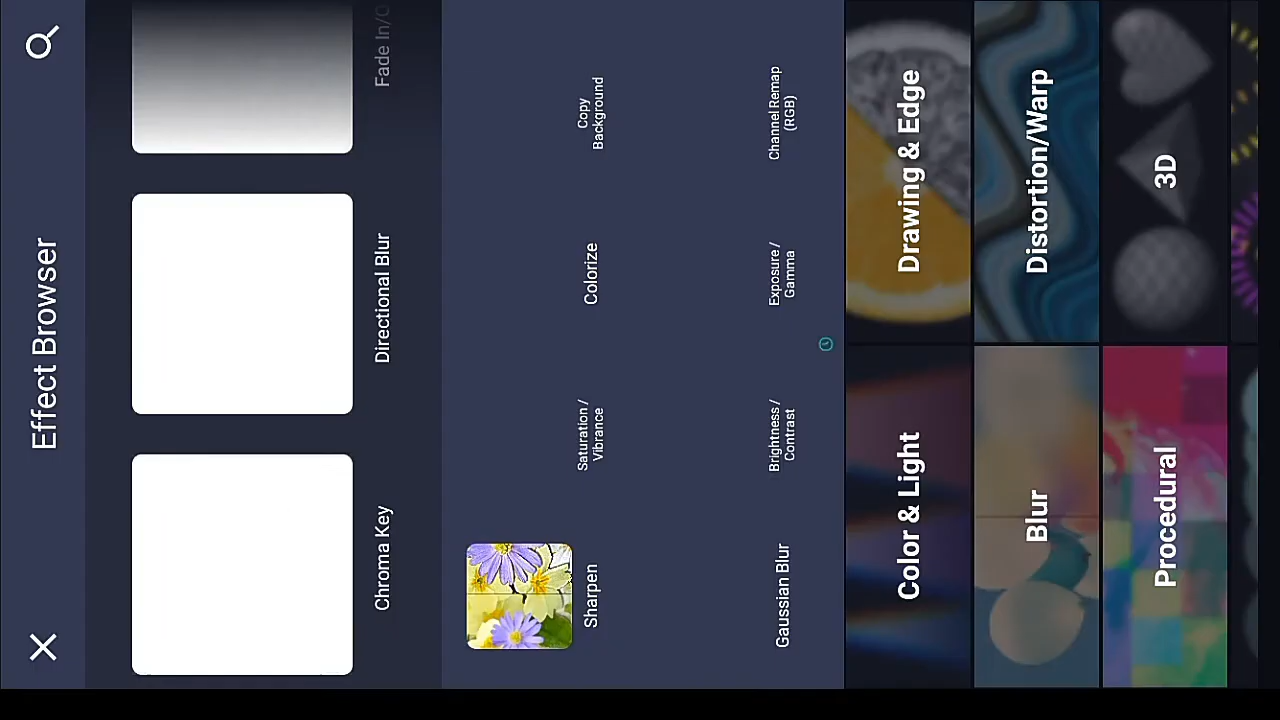 Effect Browser
Chroma Key
Directional Blur
Fade In/O
Sharpen
Saturation /
Vibrance
Colorize
Copy
Background
Gaussian Blur
Brightness /
Contrast
Exposure /
Gamma
Channel Remap
(RGB)
Color & Light
Drawing & Edge
Blur
Distortion/Warp
Procedural
3D